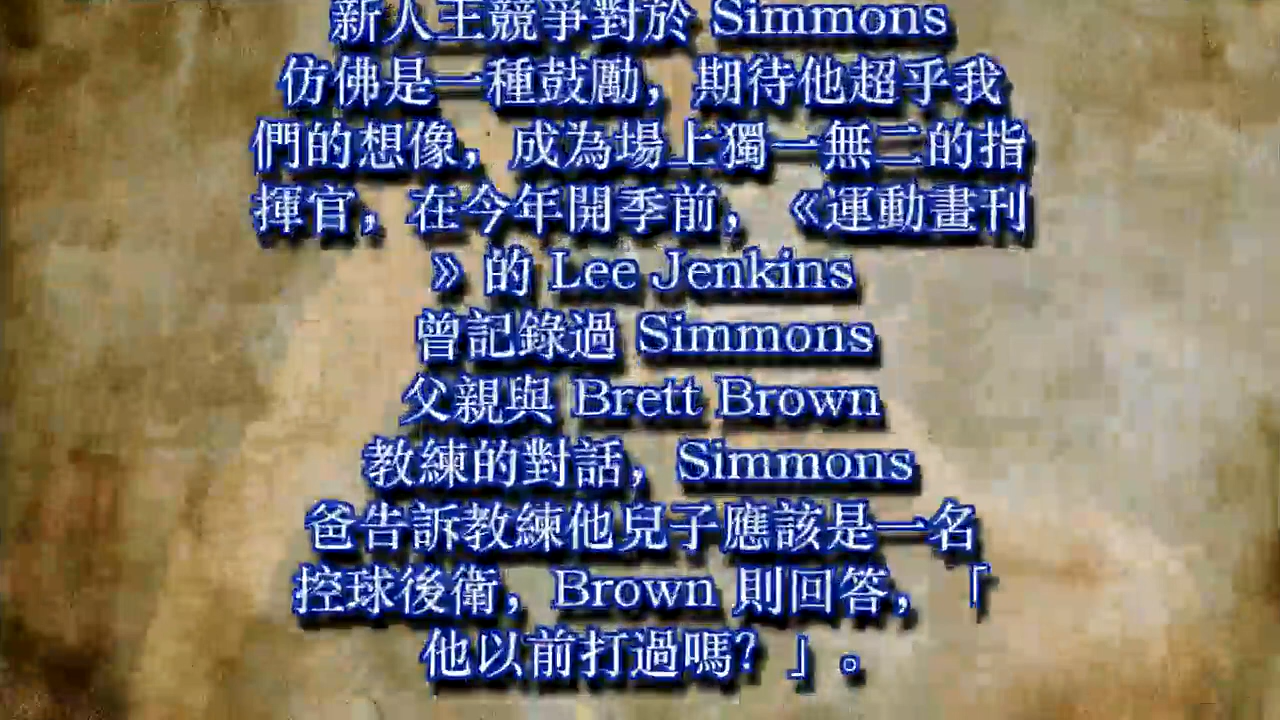 新人王競爭對於 Simmons
仿佛是一種鼓勵，期待他超乎我
們的想像，成為場上獨一無二的指
揮官，在今年開季前，《運動畫刊
》的 Lee Jenkins
曾記錄過 Simmons
父親與 Brett Brown
教練的對話，Simmons
爸告訴教練他兒子應該是一名
控球後衛，Brown 則回答，「
他以前打過嗎？」。